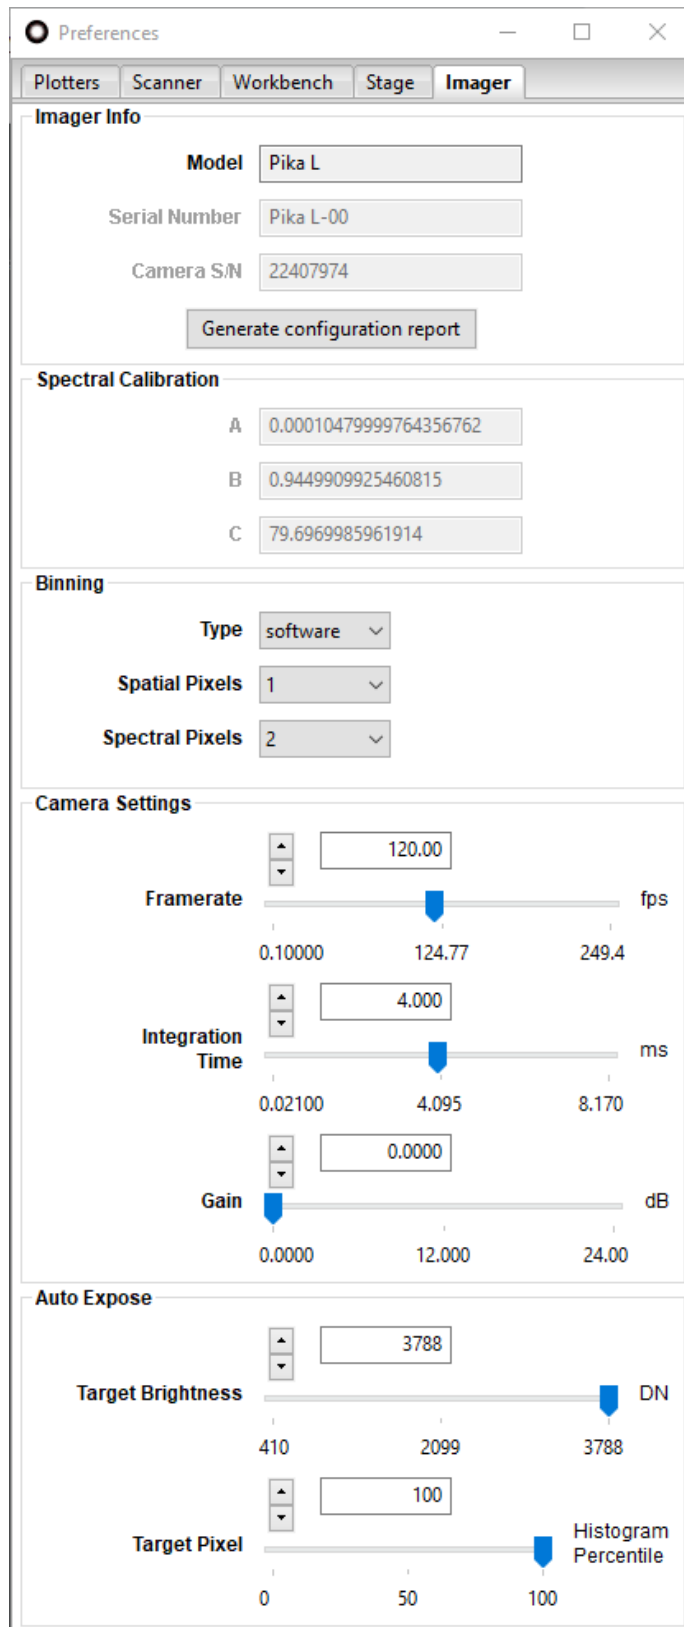 Preferences
Plotters Scanner Workbench Stage Imager
Imager Info
Model Pika L
Serial Number Pika L-00
Camera S/N 22407974
Generate configuration report
Spectral Calibration
A 0.00010479999764356762
B 0.9449909925460815
C 79.6969985961914
Binning
Type software
Spatial Pixels 1
Spectral Pixels 2
Camera Settings
120.00
Framerate fps
0.10000 124.77 249.4
4.000
Integration
Time ms
0.02100 4.095 8.170
0.0000
Gain dB
0.0000 12.000 24.00
Auto Expose
3788
Target Brightness DN
410 2099 3788
100
Target Pixel Histogram
Percentile
0 50 100